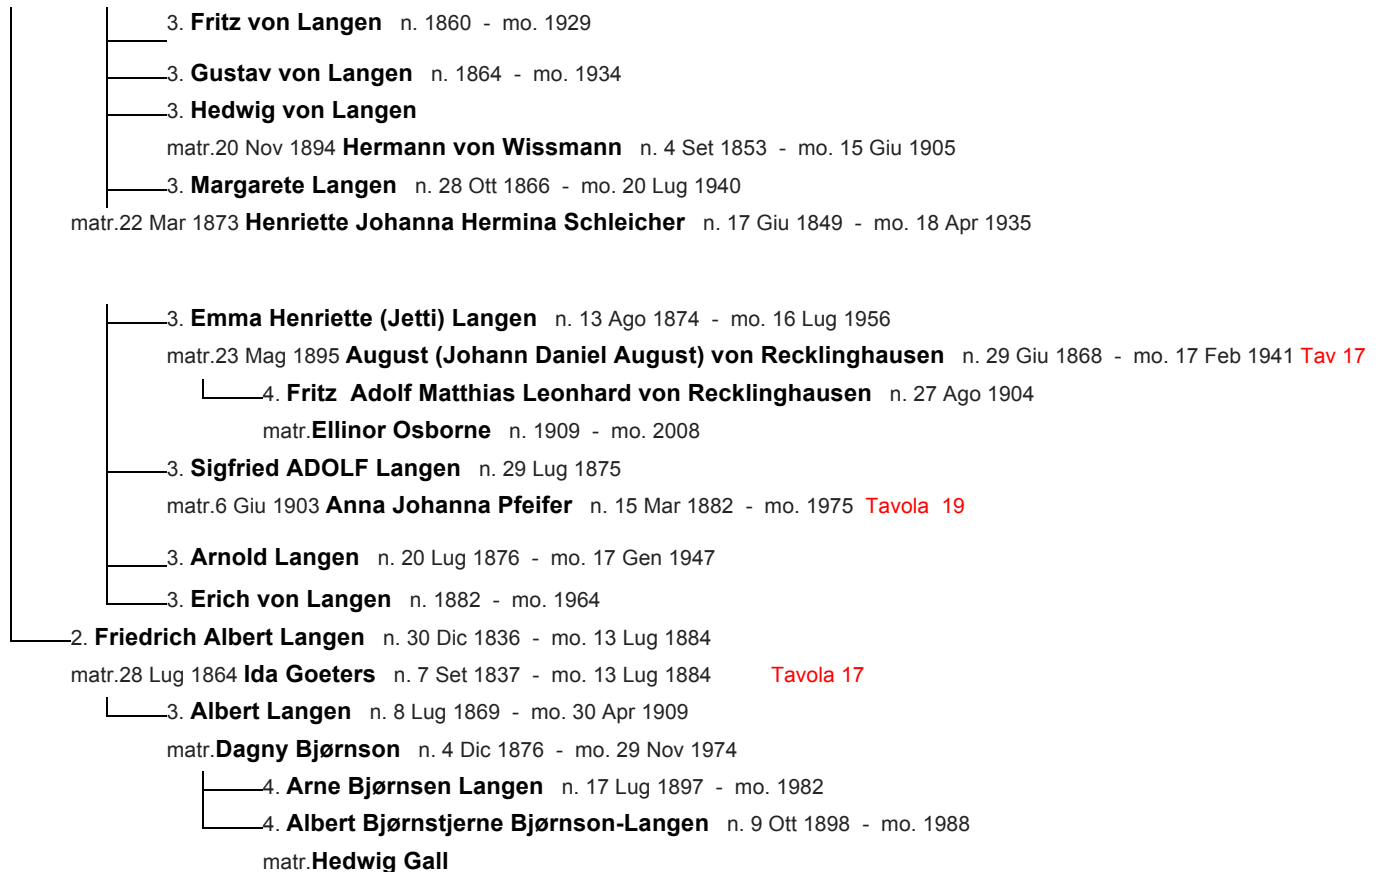 3. Fritz von Langen n. 1860 - mo. 1929
3. Gustav von Langen n. 1864 - mo. 1934
3. Hedwig von Langen
matr.20 Nov 1894 Hermann von Wissmann n. 4 Set 1853 - mo. 15 Giu 1905
3. Margarete Langen n. 28 Ott 1866 - mo. 20 Lug 1940
matr.22 Mar 1873 Henriette Johanna Hermina Schleicher n. 17 Giu 1849 - mo. 18 Apr 1935
3. Emma Henriette (Jetti) Langen n. 13 Ago 1874 - mo. 16 Lug 1956
matr.23 Mag 1895 August (Johann Daniel August) von Recklinghausen n. 29 Giu 1868 - mo. 17 Feb 1941 Tav 17
4. Fritz Adolf Matthias Leonhard von Recklinghausen n. 27 Ago 1904
matr.Ellinor Osborne n. 1909 - mo. 2008
3. Sigfried ADOLF Langen n. 29 Lug 1875
matr.6 Giu 1903 Anna Johanna Pfeifer n. 15 Mar 1882 - mo. 1975 Tavola 19
3. Arnold Langen n. 20 Lug 1876 - mo. 17 Gen 1947
3. Erich von Langen n. 1882 - mo. 1964
2. Friedrich Albert Langen n. 30 Dic 1836 - mo. 13 Lug 1884
matr.28 Lug 1864 Ida Goeters n. 7 Set 1837 - mo. 13 Lug 1884 Tavola 17
3. Albert Langen n. 8 Lug 1869 - mo. 30 Apr 1909
matr.Dagny Bjørnson n. 4 Dic 1876 - mo. 29 Nov 1974
4. Arne Bjørnsen Langen n. 17 Lug 1897 - mo. 1982
4. Albert Bjørnstjerne Bjørnson-Langen n. 9 Ott 1898 - mo. 1988
matr.Hedwig Gall